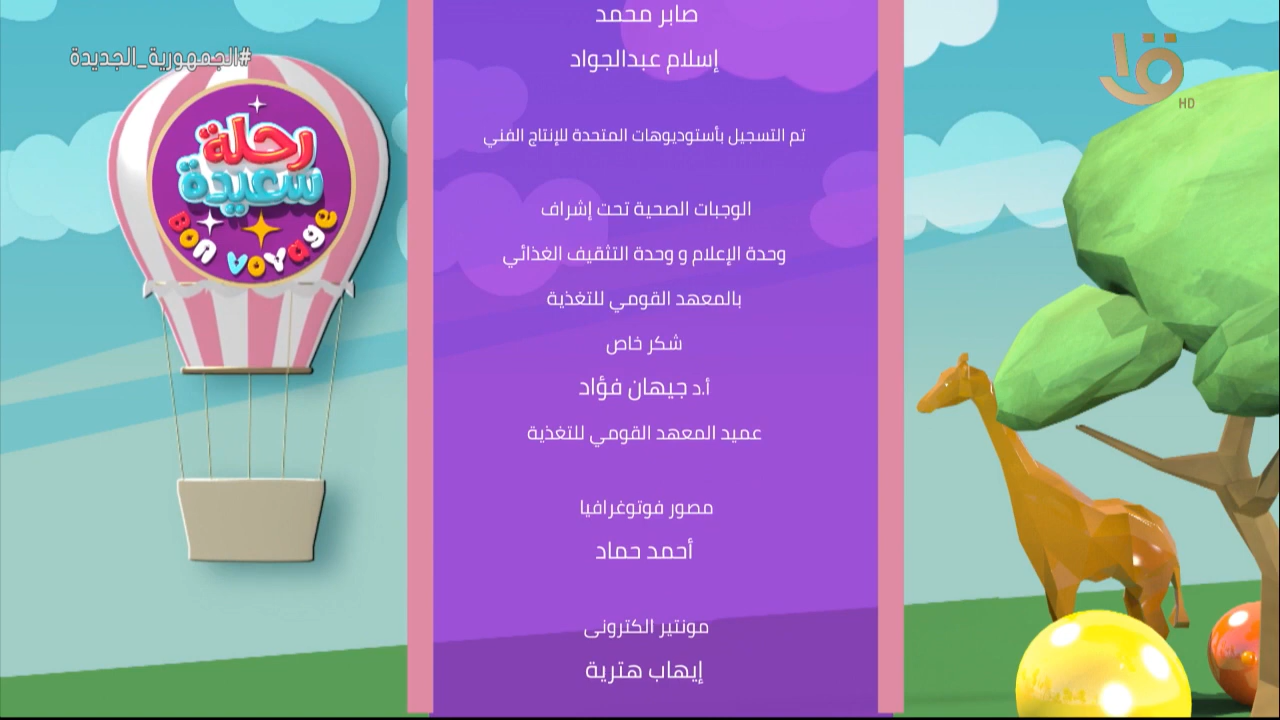 صابر محمد
إسلام عبدالجواد
#الجمهورية_الجديدة
HD
رحلة
سعيدة
BON VOYAGe
تم التسجيل بأستوديوهات المتحدة للإنتاج الفني
الوجبات الصحية تحت إشراف
وحدة الإعلام و وحدة التثقيف الغذائي
بالمعهد القومي للتغذية
شكر خاص
أ.د جيهان فؤاد
عميد المعهد القومي للتغذية
مصور فوتوغرافيا
أحمد حماد
مونتير الكترونى
إيهاب هترية